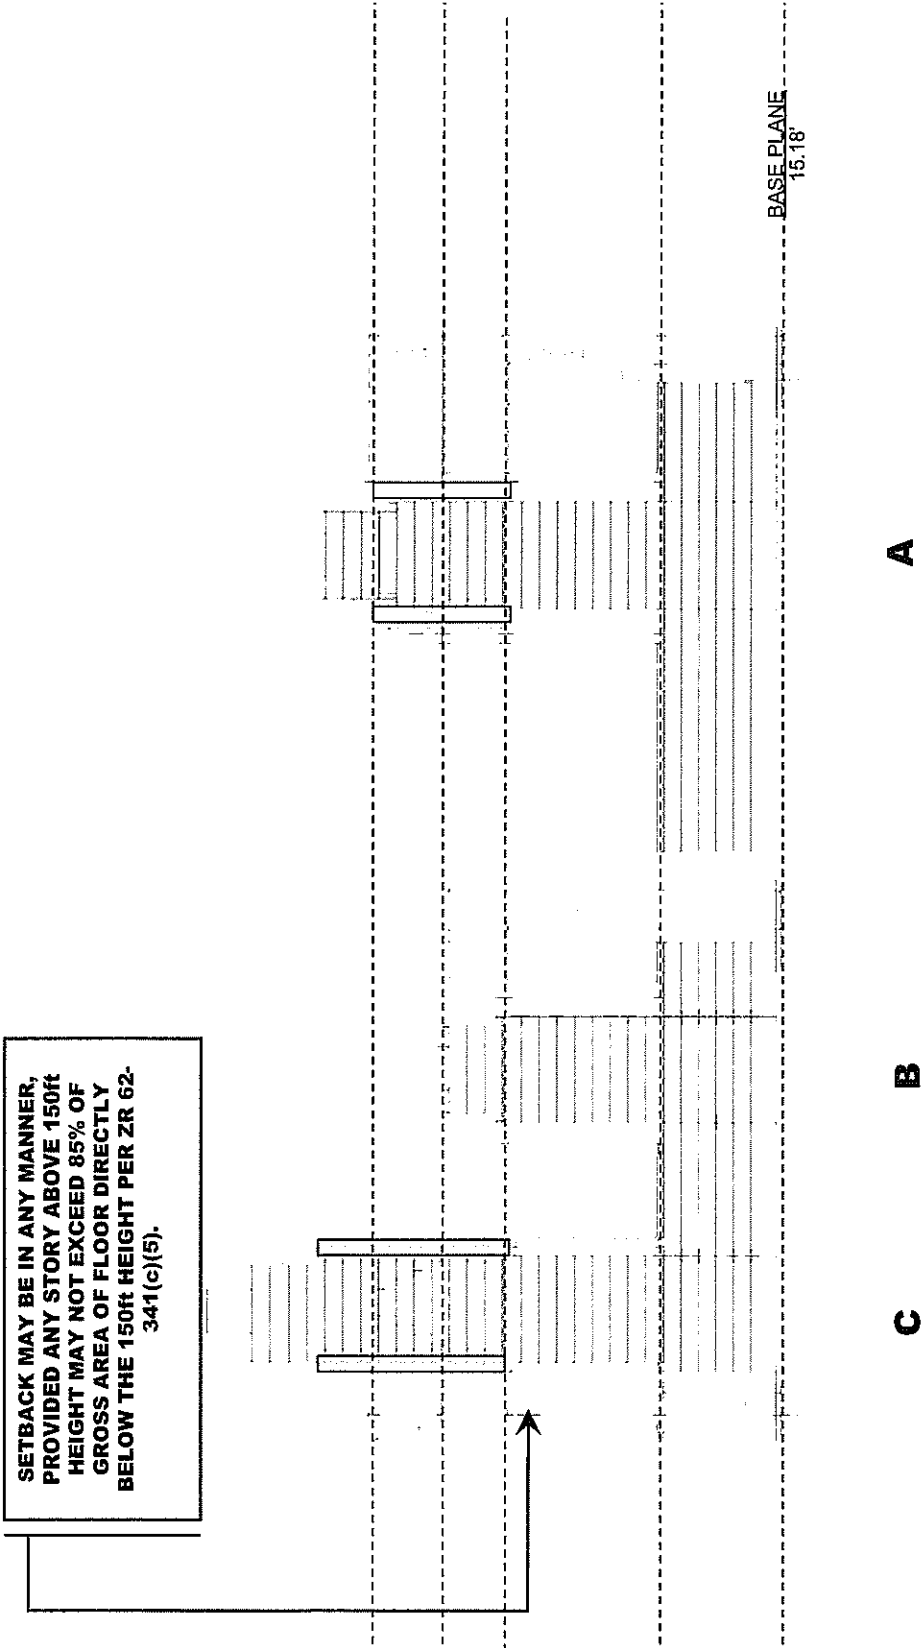 SETBACK MAY BE IN ANY MANNER,
PROVIDED ANY STORY ABOVE 150ft
HEIGHT MAY NOT EXCEED 85% OF
GROSS AREA OF FLOOR DIRECTLY
BELOW THE 150ft HEIGHT PER ZR 62-
341(c)(5).
BASE PLANE
15.18'
C
B
A